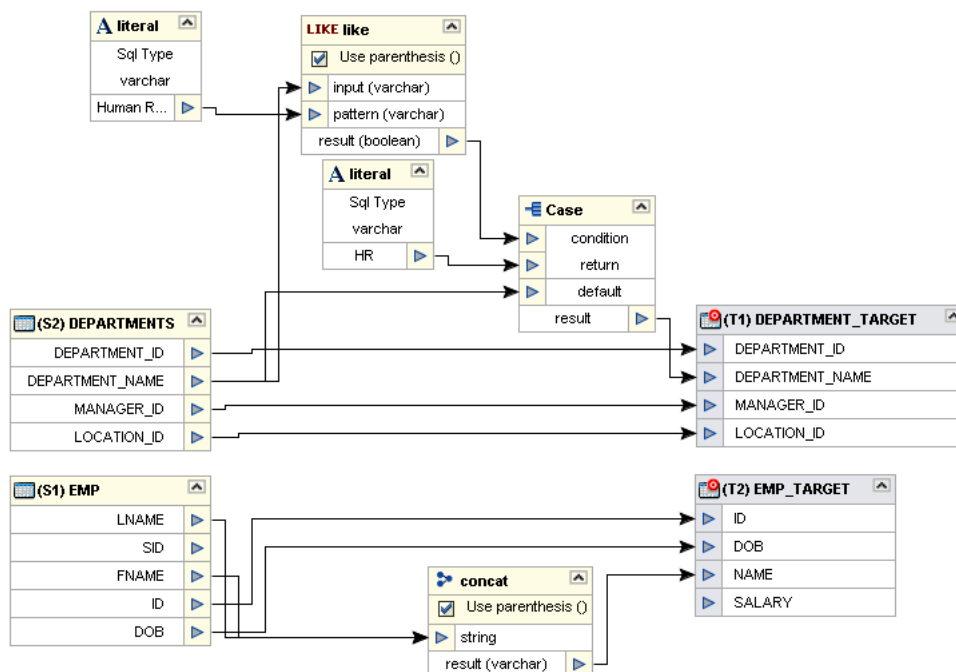 A literal
Sql Type
varchar
Human R...
LIKE like
Use parenthesis ()
input (varchar)
pattern (varchar)
result (boolean)
A literal
Sql Type
varchar
HR
Case
condition
return
default
result
(S2) DEPARTMENTS
DEPARTMENT_ID
DEPARTMENT_NAME
MANAGER_ID
LOCATION_ID
(T1) DEPARTMENT_TARGET
DEPARTMENT_ID
DEPARTMENT_NAME
MANAGER_ID
LOCATION_ID
(S1) EMP
LNAME
SID
FNAME
ID
DOB
concat
Use parenthesis ()
string
result (varchar)
(T2) EMP_TARGET
ID
DOB
NAME
SALARY